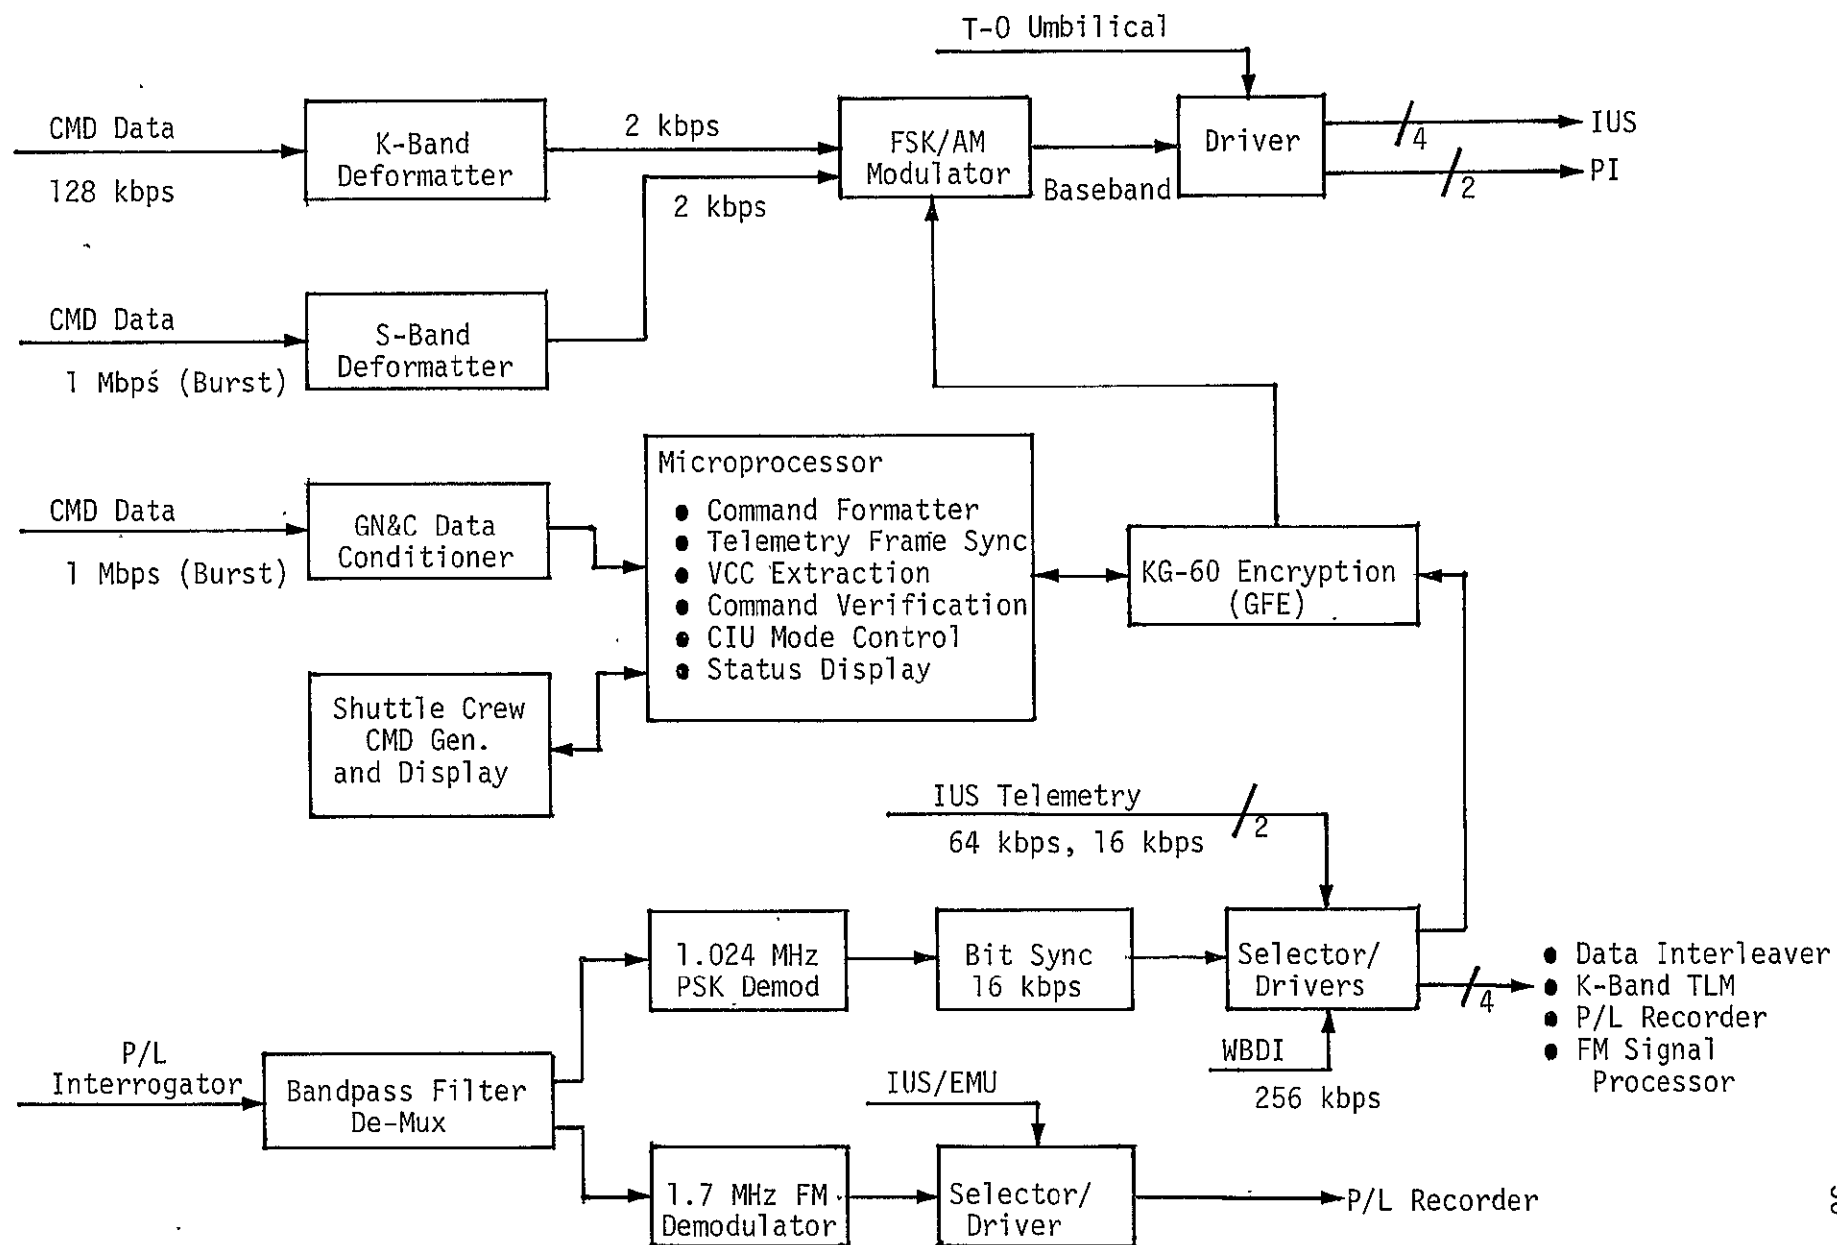 T-0 Umbilical
CMD Data
128 kbps
K-Band
Deformatter
2 kbps
2 kbps
FSK/AM
Modulator
Baseband
Driver
4
IUS
2
PI
CMD Data
1 Mbps (Burst)
S-Band
Deformatter
CMD Data
1 Mbps (Burst)
GN&C Data
Conditioner
Microprocessor
● Command Formatter
● Telemetry Frame Sync
● VCC Extraction
● Command Verification
● CIU Mode Control
● Status Display
KG-60 Encryption
(GFE)
Shuttle Crew
CMD Gen.
and Display
IUS Telemetry
2
64 kbps, 16 kbps
1.024 MHz
PSK Demod
Bit Sync
16 kbps
Selector/
Drivers
4
● Data Interleaver
● K-Band TLM
● P/L Recorder
● FM Signal
Processor
WBDI
256 kbps
P/L
Interrogator
Bandpass Filter
De-Mux
IUS/EMU
1.7 MHz FM
Demodulator
Selector/
Driver
P/L Recorder